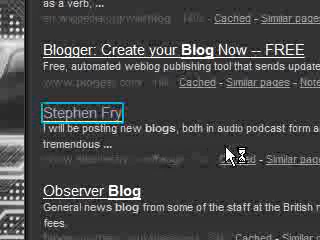 as a verb, ...
Cached - Similar pages
Blogger: Create your Blog Now -- FREE
Free, automated weblog publishing tool that sends update
Cached - Similar pages - Note
Stephen Fry
I will be posting new blogs, both in audio podcast form a
tremendous ...
Cached - Similar page
Observer Blog
General news blog from some of the staff at the British n
fees.
Cached - Similar